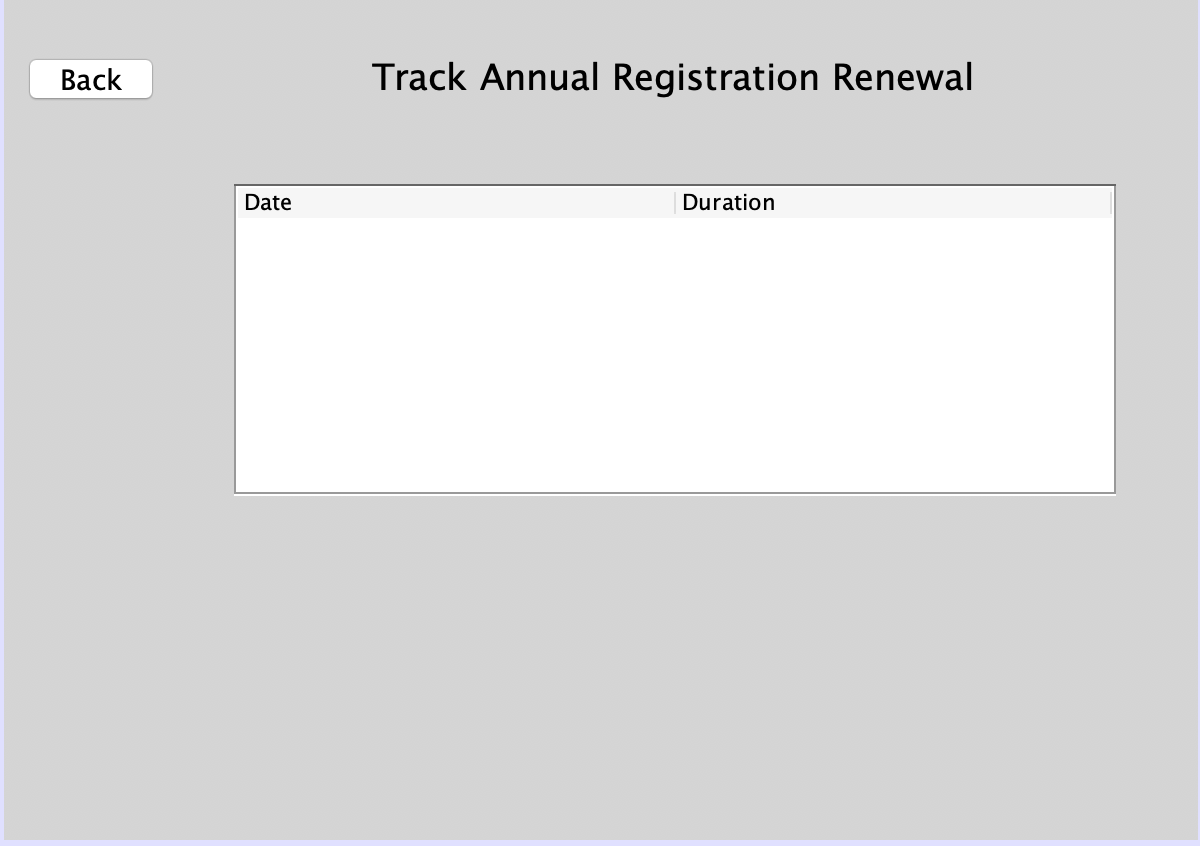 Back
Track Annual Registration Renewal
Date
Duration